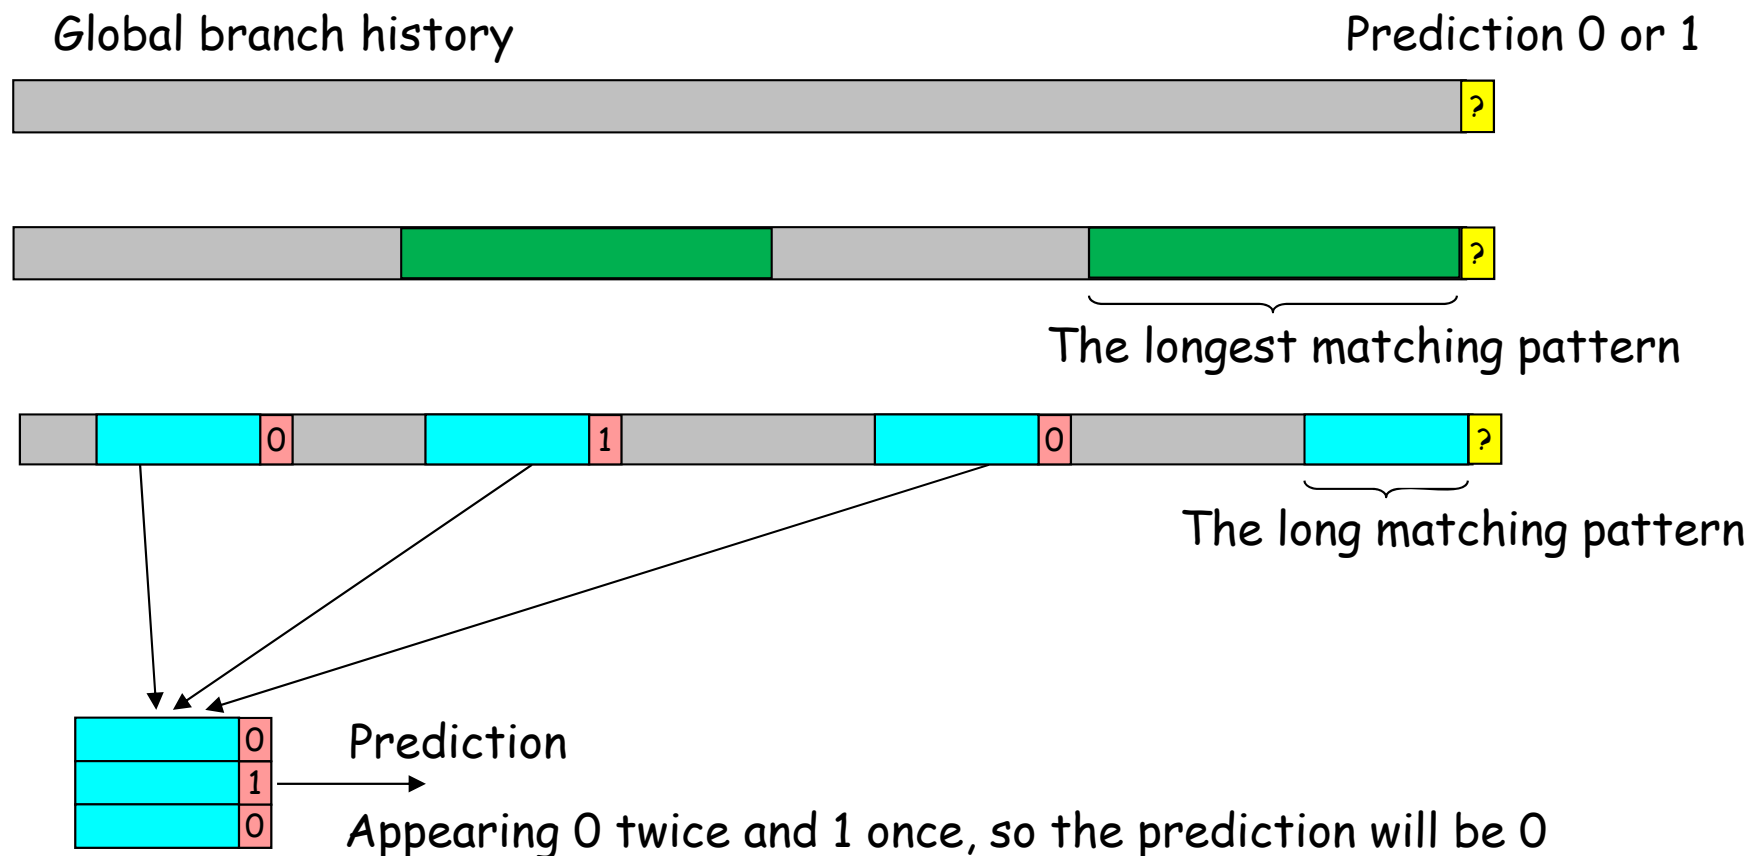 Global branch history
Prediction 0 or 1
?
?
The longest matching pattern
0 1 0 ?
The long matching pattern
0
Prediction
1
0
Appearing 0 twice and 1 once, so the prediction will be 0